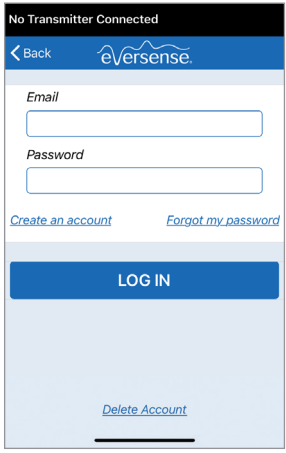 No Transmitter Connected
Back
eversense.
Email
Password
Create an account
Forgot my password
LOG IN
Delete Account